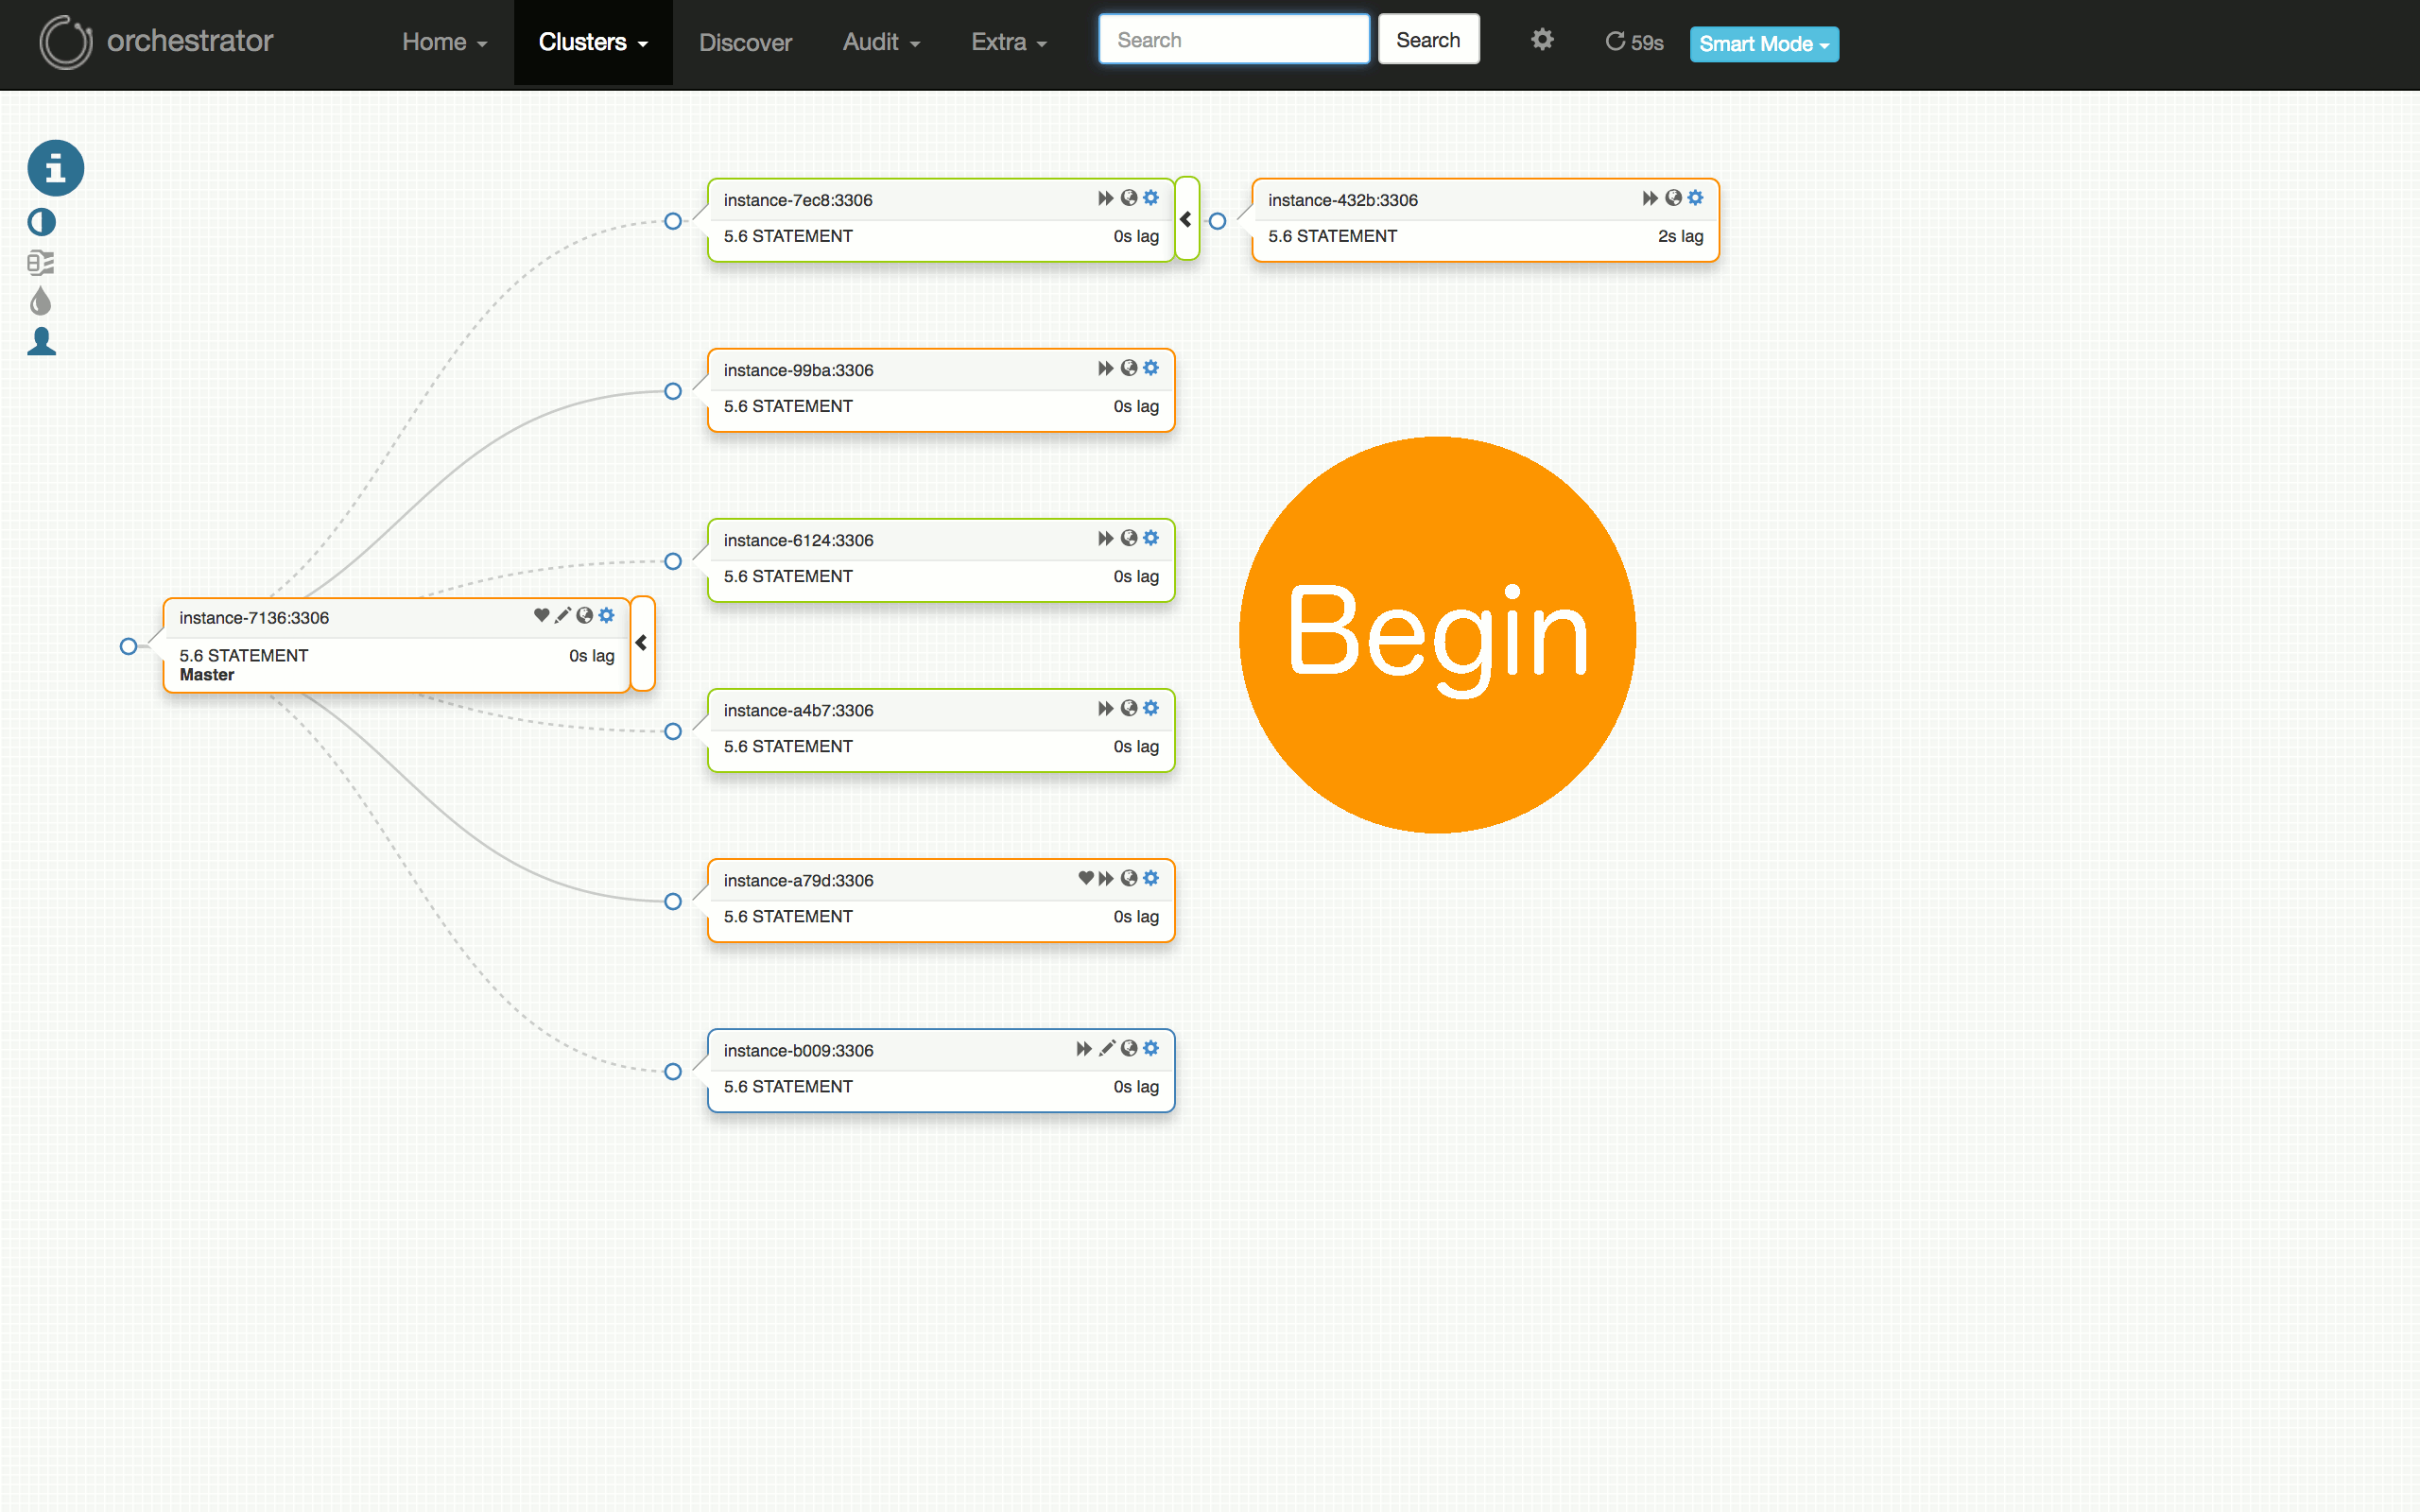 orchestrator Home Clusters Discover Audit Extra Search Search 59s Smart Mode
instance-7ec8:3306
5.6 STATEMENT 0s lag
instance-432b:3306
5.6 STATEMENT 2s lag
instance-99ba:3306
5.6 STATEMENT 0s lag
instance-6124:3306
5.6 STATEMENT 0s lag
Begin
instance-7136:3306
5.6 STATEMENT 0s lag
Master
instance-a4b7:3306
5.6 STATEMENT 0s lag
instance-a79d:3306
5.6 STATEMENT 0s lag
instance-b009:3306
5.6 STATEMENT 0s lag